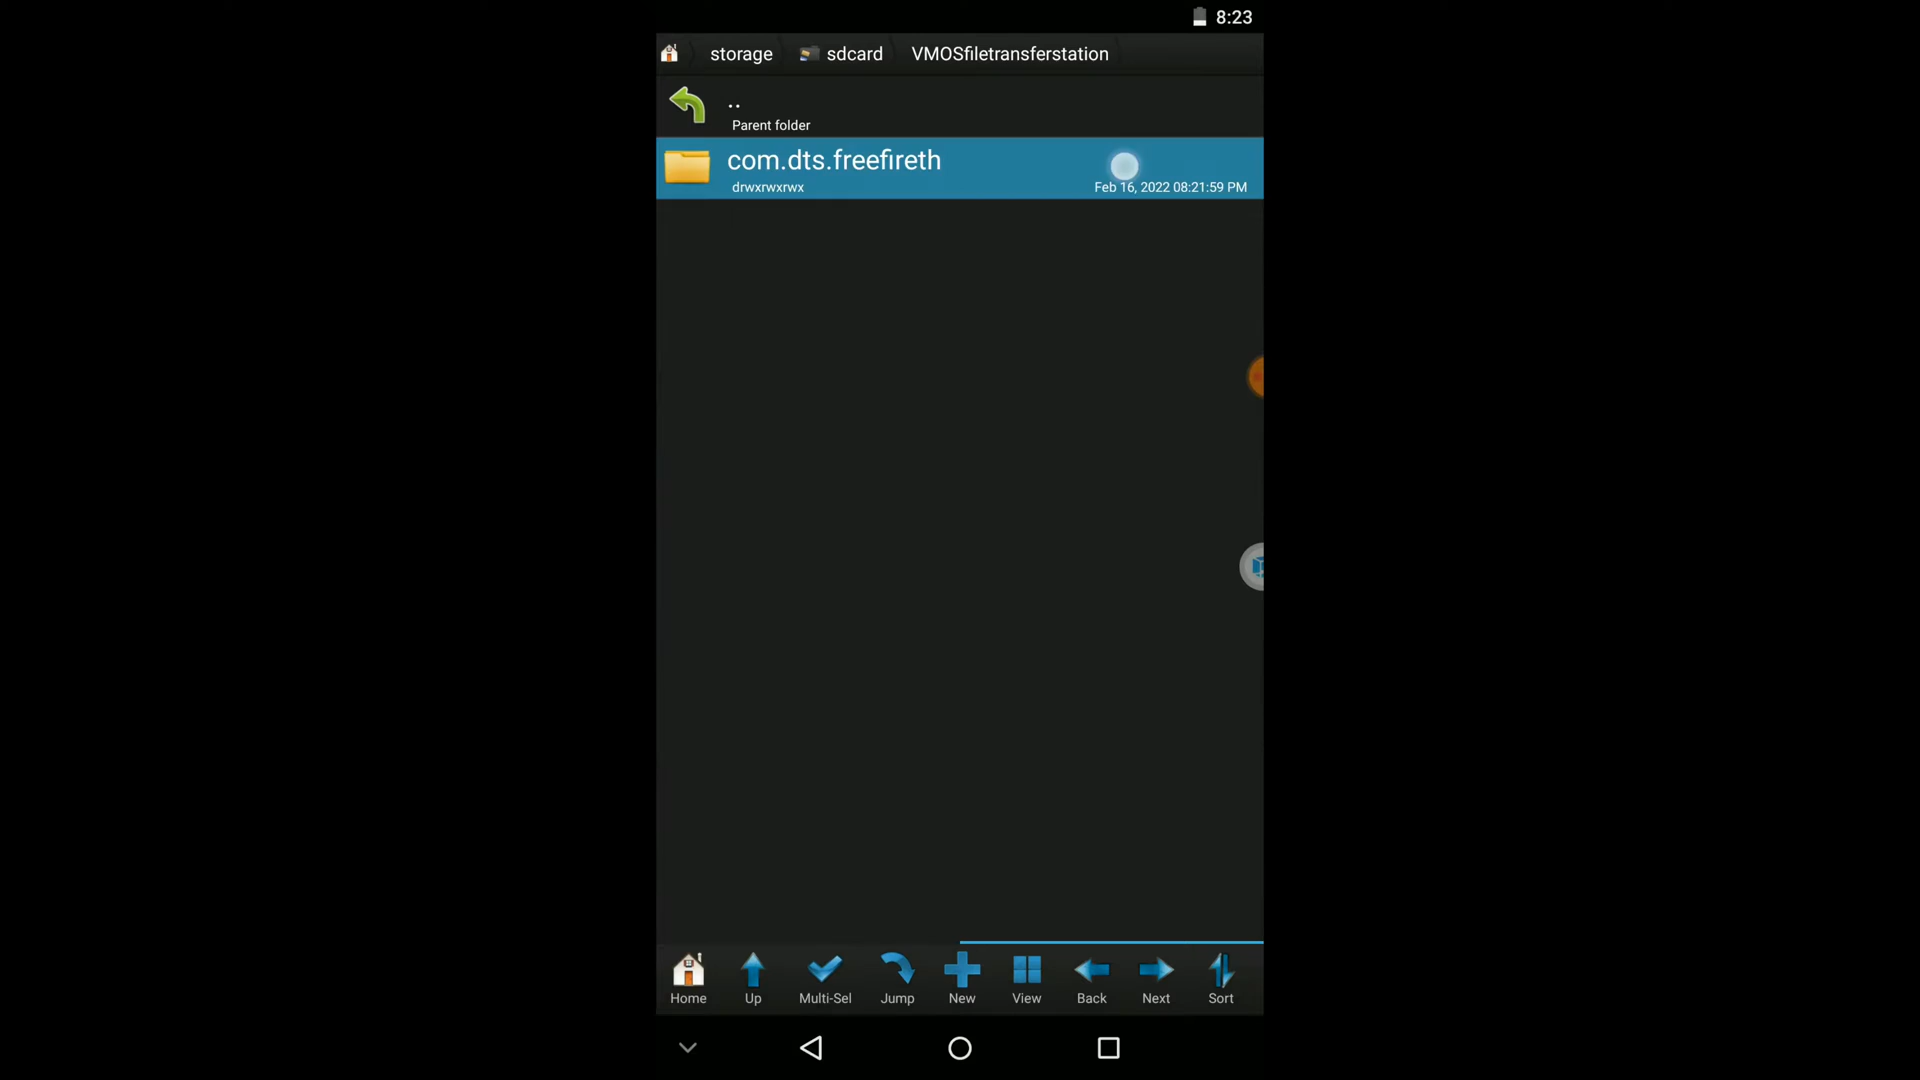 8:23
storage sdcard VMOSfiletransferstation
..
Parent folder
com.dts.freefireth
drwxrwxrwx Feb 16, 2022 08:21:59 PM
Home Up Multi-Sel Jump New View Back Next Sort